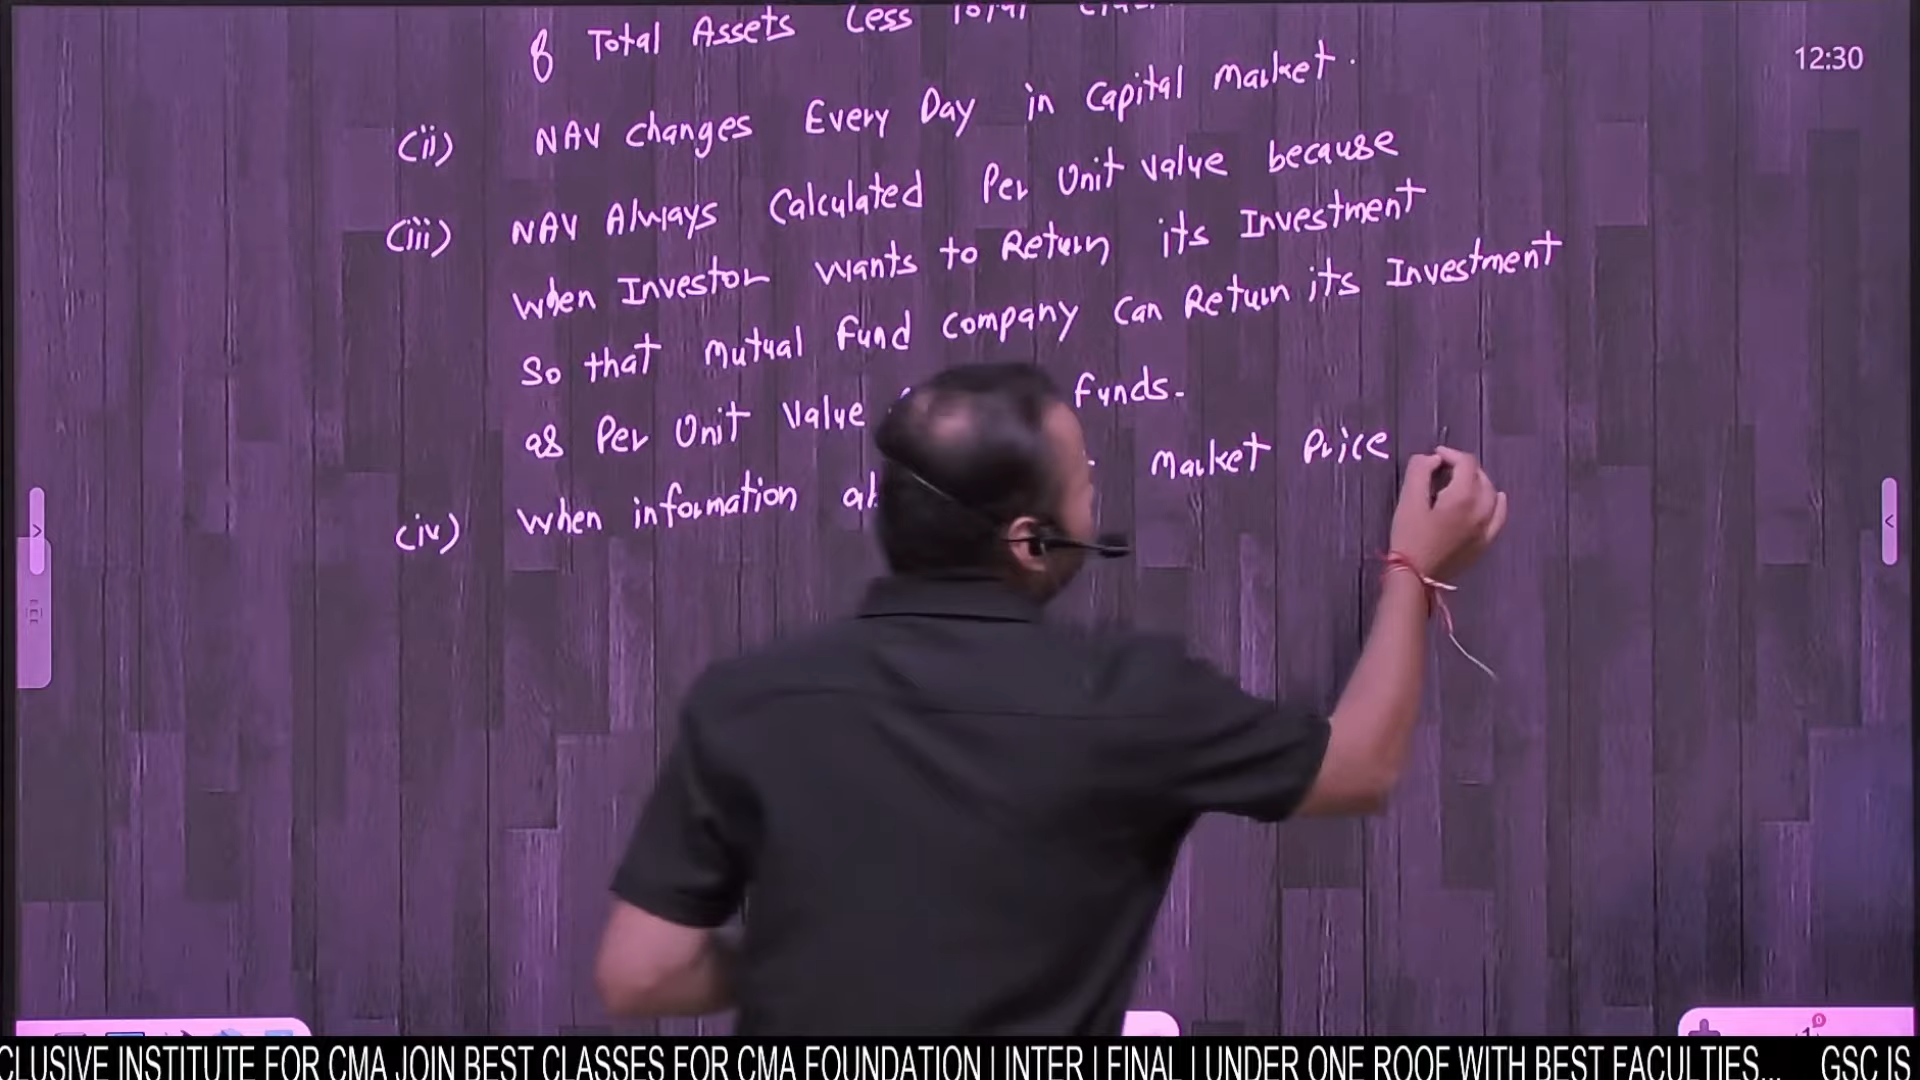 of Total Assets Less Total
12:30
(ii) NAV changes Every Day in Capital Market.
(iii) NAV Always Calculated Per Unit value because
when Investor wants to Return its Investment
So that mutual fund company can Return its Investment
as Per Unit Value funds.
(iv) when information Market Price
CLUSIVE INSTITUTE FOR CMA JOIN BEST CLASSES FOR CMA FOUNDATION | INTER | FINAL | UNDER ONE ROOF WITH BEST FACULTIES... GSC IS